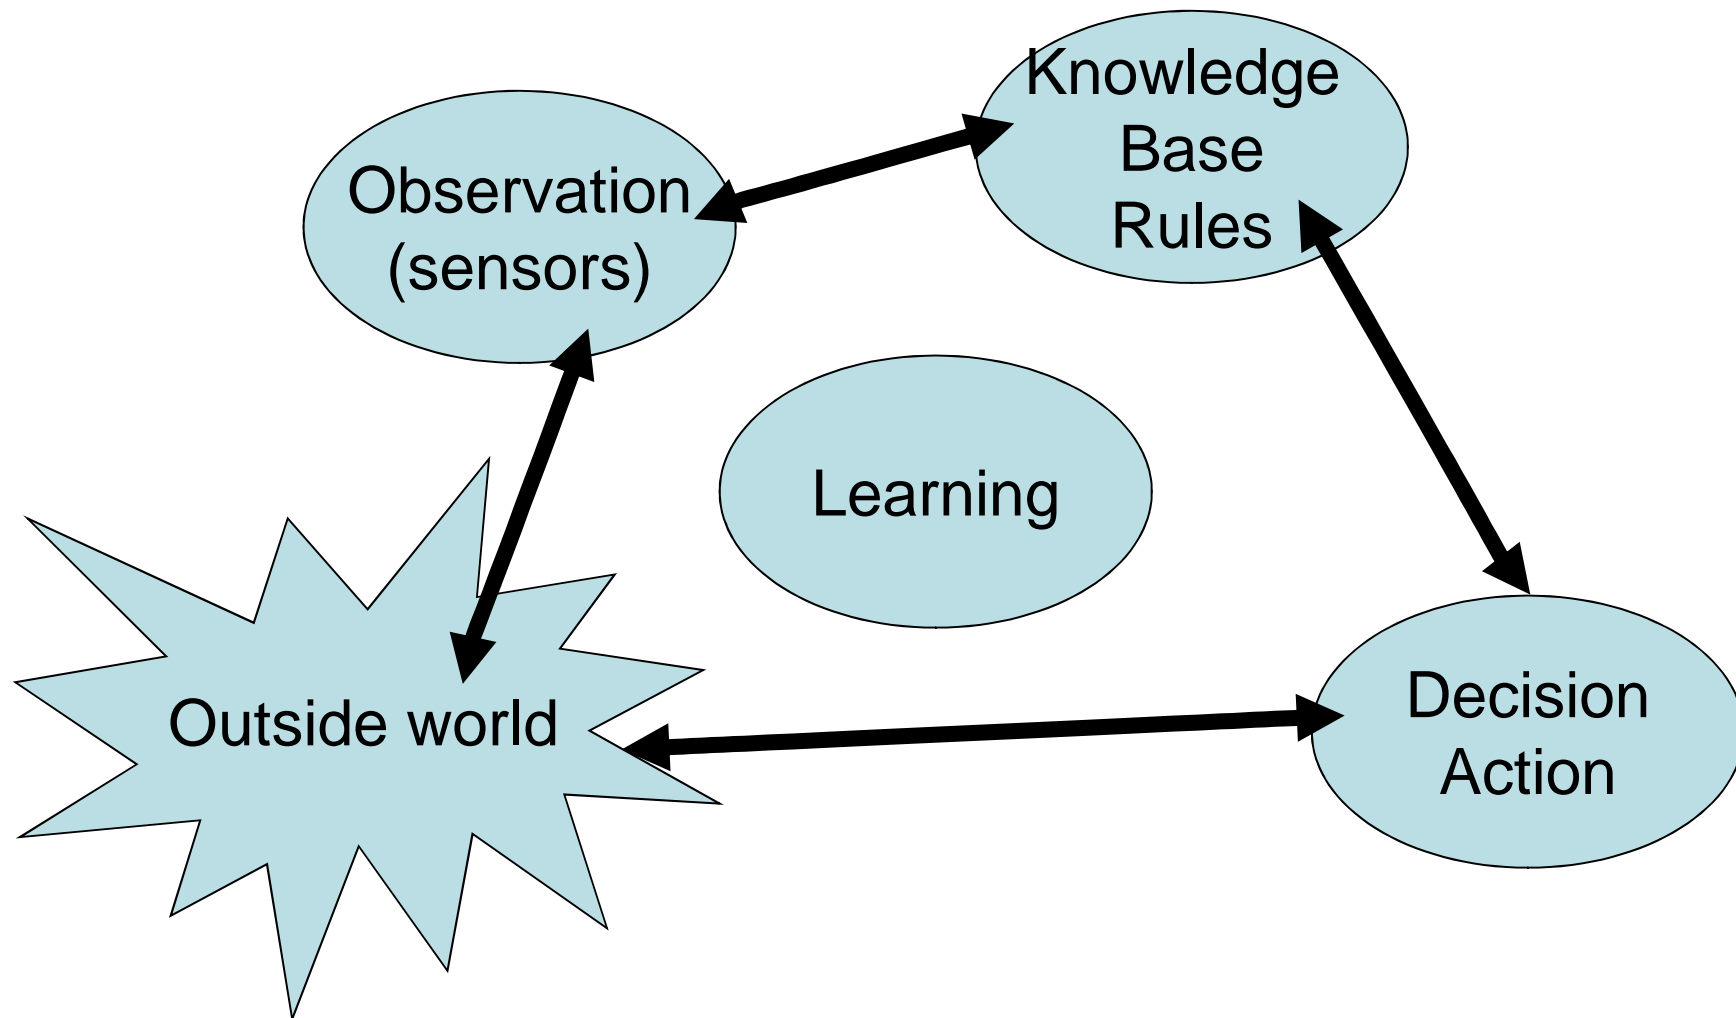 Knowledge
Base
Rules
Observation
(sensors)
Learning
Outside world
Decision
Action